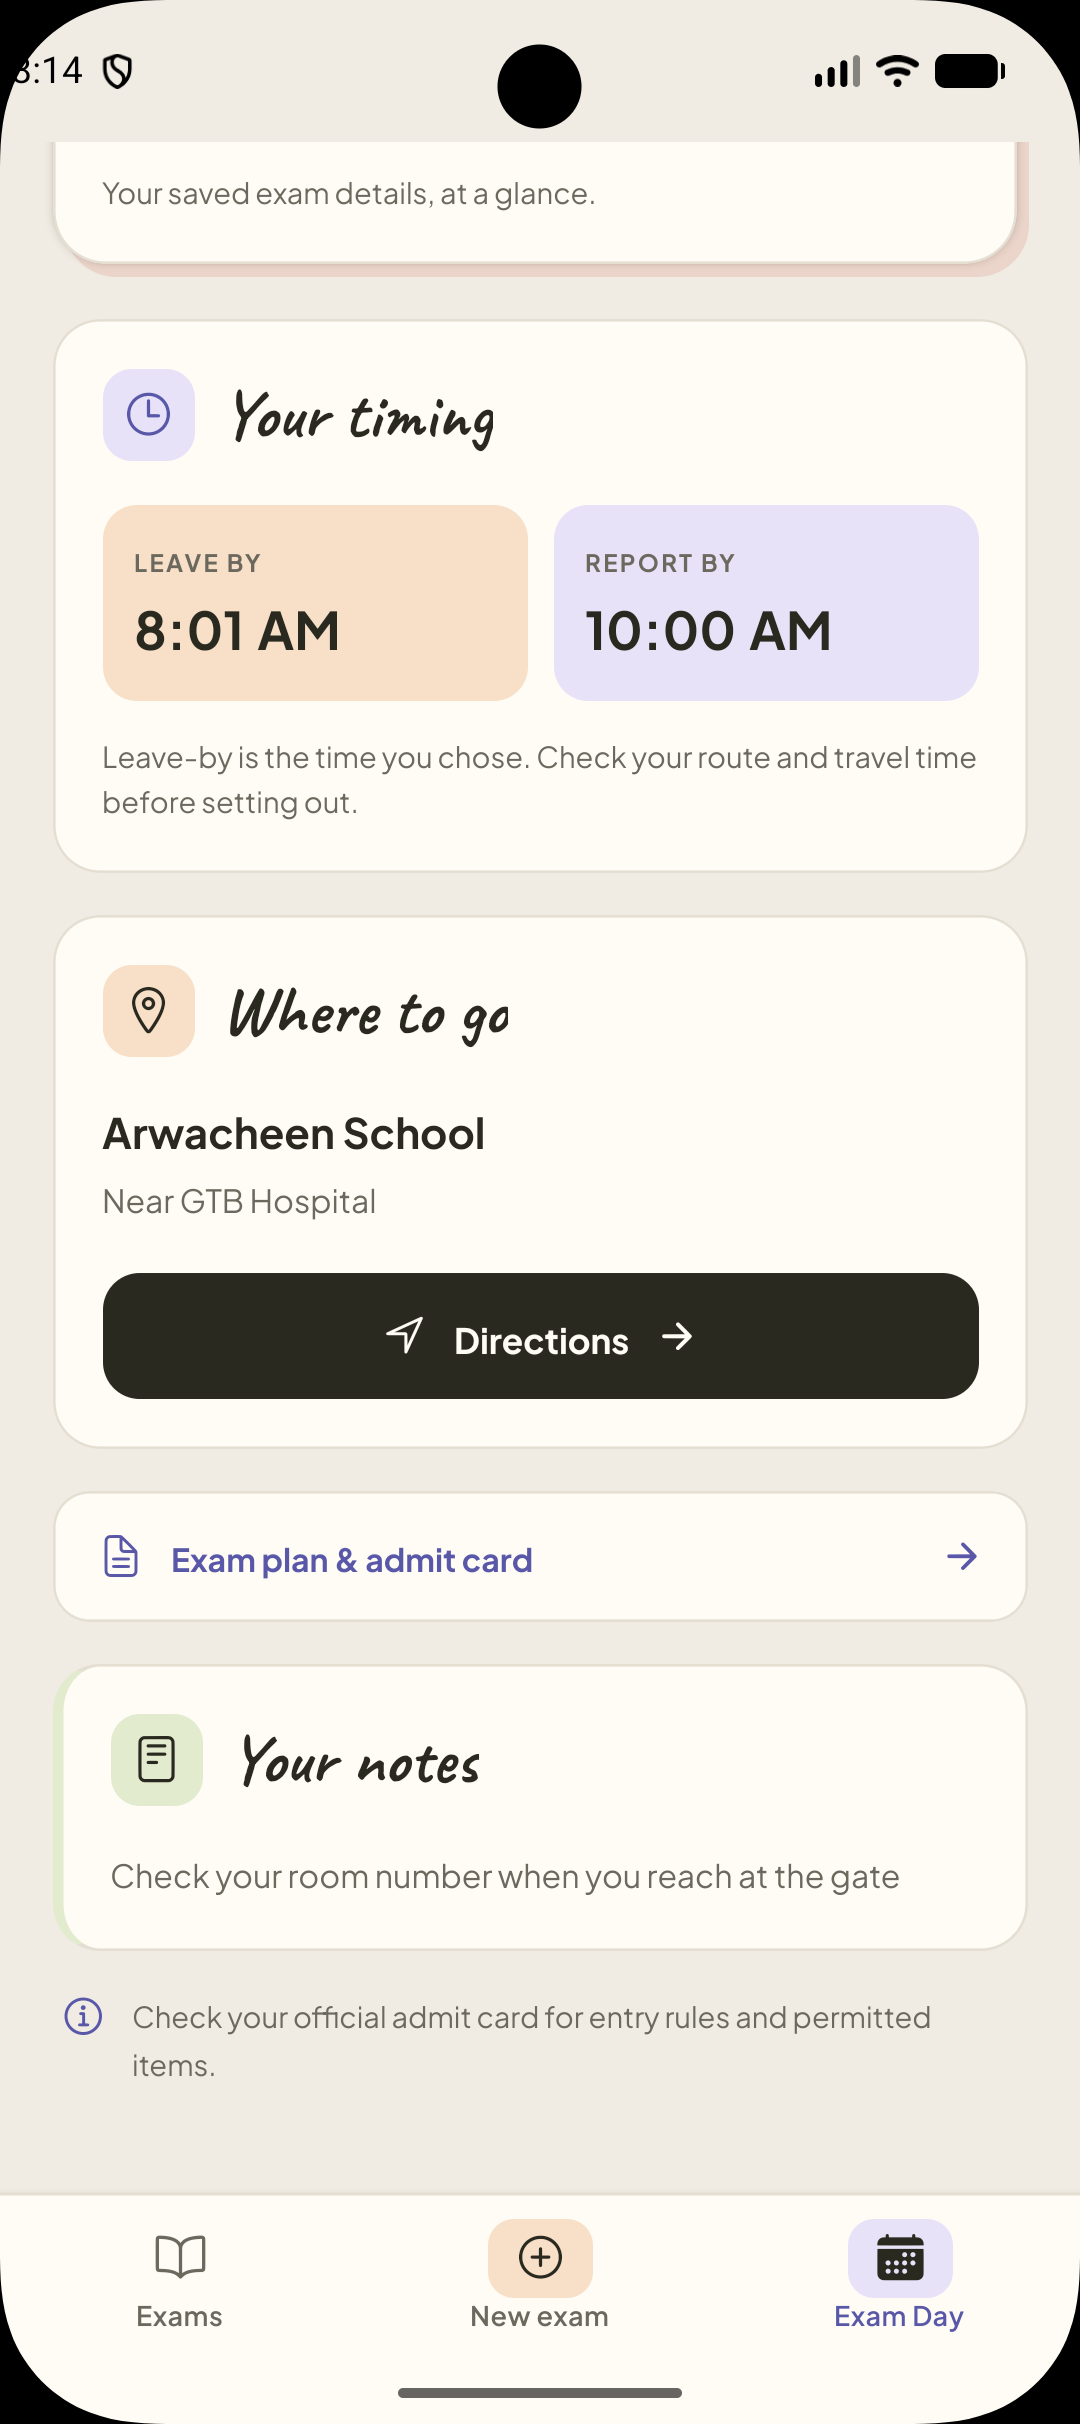 8:14
Your saved exam details, at a glance.
Your timing
LEAVE BY
8:01 AM
REPORT BY
10:00 AM
Leave-by is the time you chose. Check your route and travel time
before setting out.
Where to go
Arwacheen School
Near GTB Hospital
Directions
Exam plan & admit card
Your notes
Check your room number when you reach at the gate
Check your official admit card for entry rules and permitted
items.
Exams
New exam
Exam Day